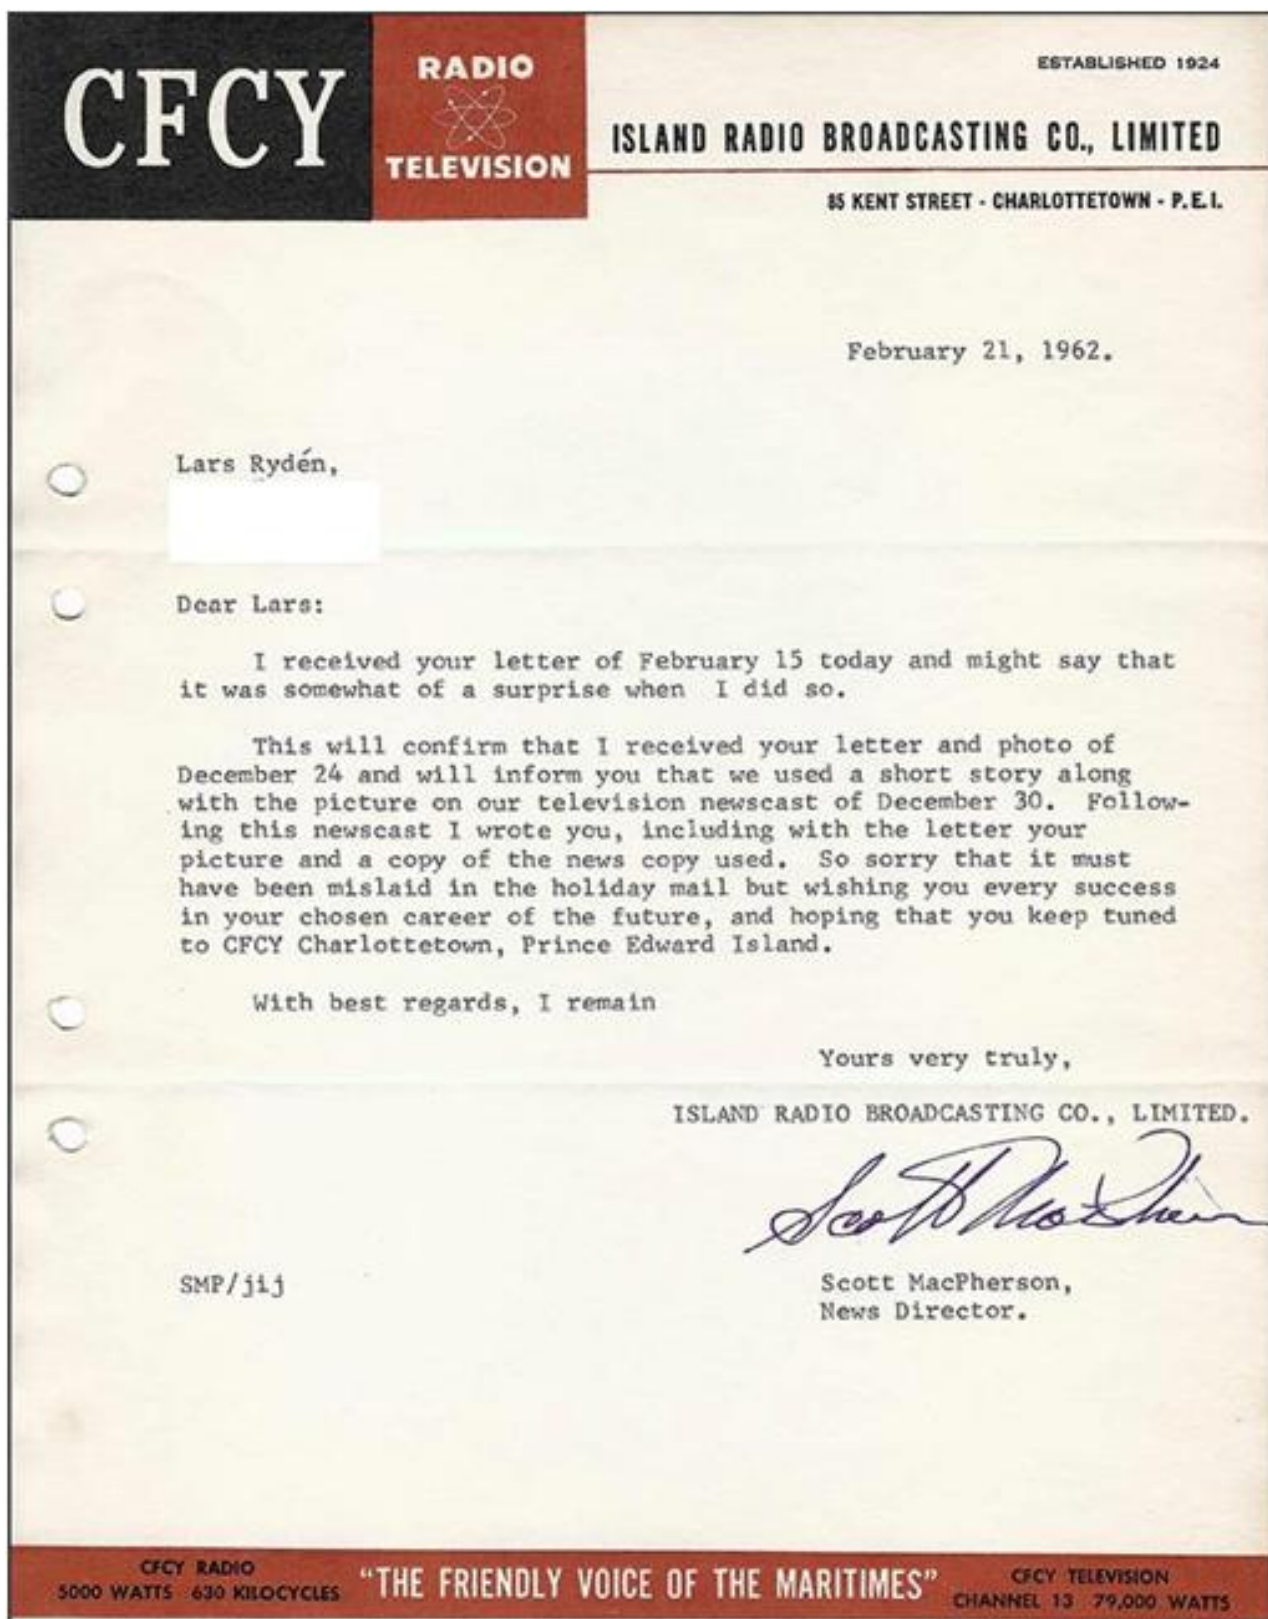 CFCY
RADIO
TELEVISION
ESTABLISHED 1924
ISLAND RADIO BROADCASTING CO., LIMITED
85 KENT STREET - CHARLOTTETOWN - P.E.I.
February 21, 1962.
Lars Rydén,
Dear Lars:
I received your letter of February 15 today and might say that
it was somewhat of a surprise when I did so.
This will confirm that I received your letter and photo of
December 24 and will inform you that we used a short story along
with the picture on our television newscast of December 30. Follow-
ing this newscast I wrote you, including with the letter your
picture and a copy of the news copy used. So sorry that it must
have been mislaid in the holiday mail but wishing you every success
in your chosen career of the future, and hoping that you keep tuned
to CFCY Charlottetown, Prince Edward Island.
With best regards, I remain
Yours very truly,
ISLAND RADIO BROADCASTING CO., LIMITED.
Scott MacPherson
SMP/jij
Scott MacPherson,
News Director.
CFCY RADIO
5000 WATTS 630 KILOCYCLES
"THE FRIENDLY VOICE OF THE MARITIMES"
CFCY TELEVISION
CHANNEL 13 79,000 WATTS